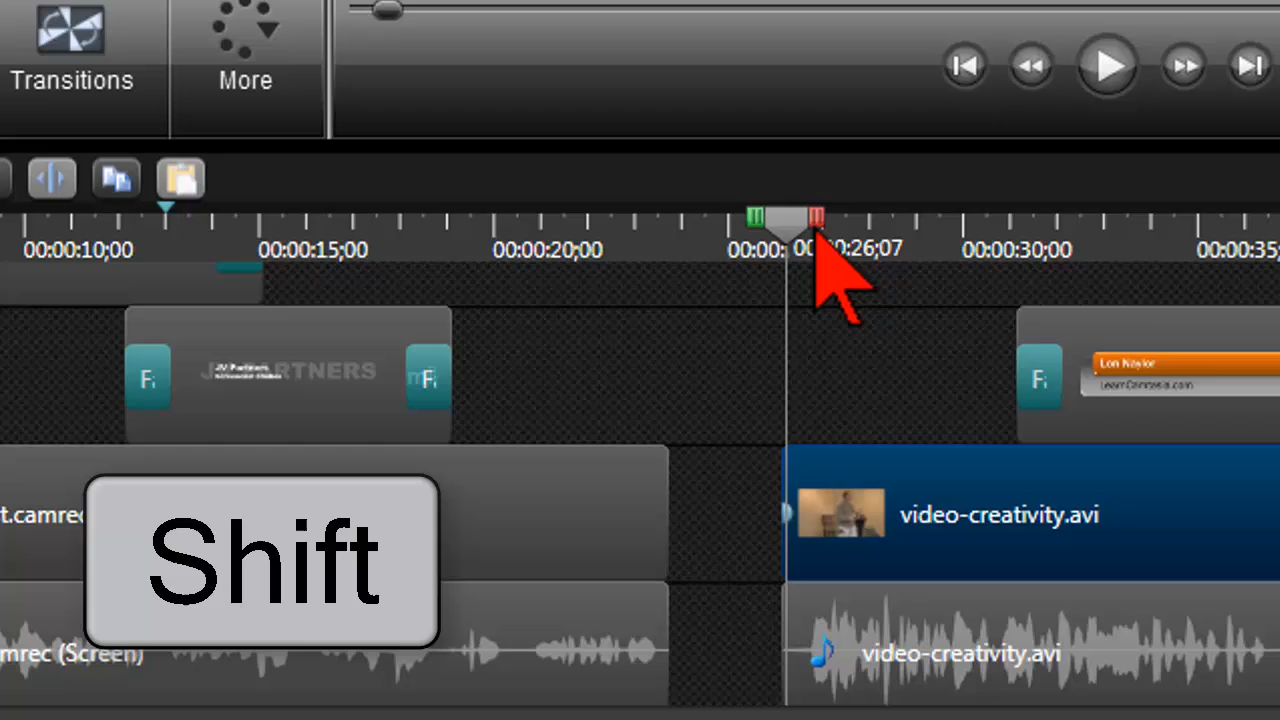 Transitions
More
00:00:10;00
00:00:15;00
00:00:20;00
00:00:
26;07
00:00:30;00
00:00:35;
JV Partners
PARTNERS
Lon Naylor
LearnCamtasia.com
t.camrec
video-creativity.avi
Shift
mrec (Screen)
video-creativity.avi